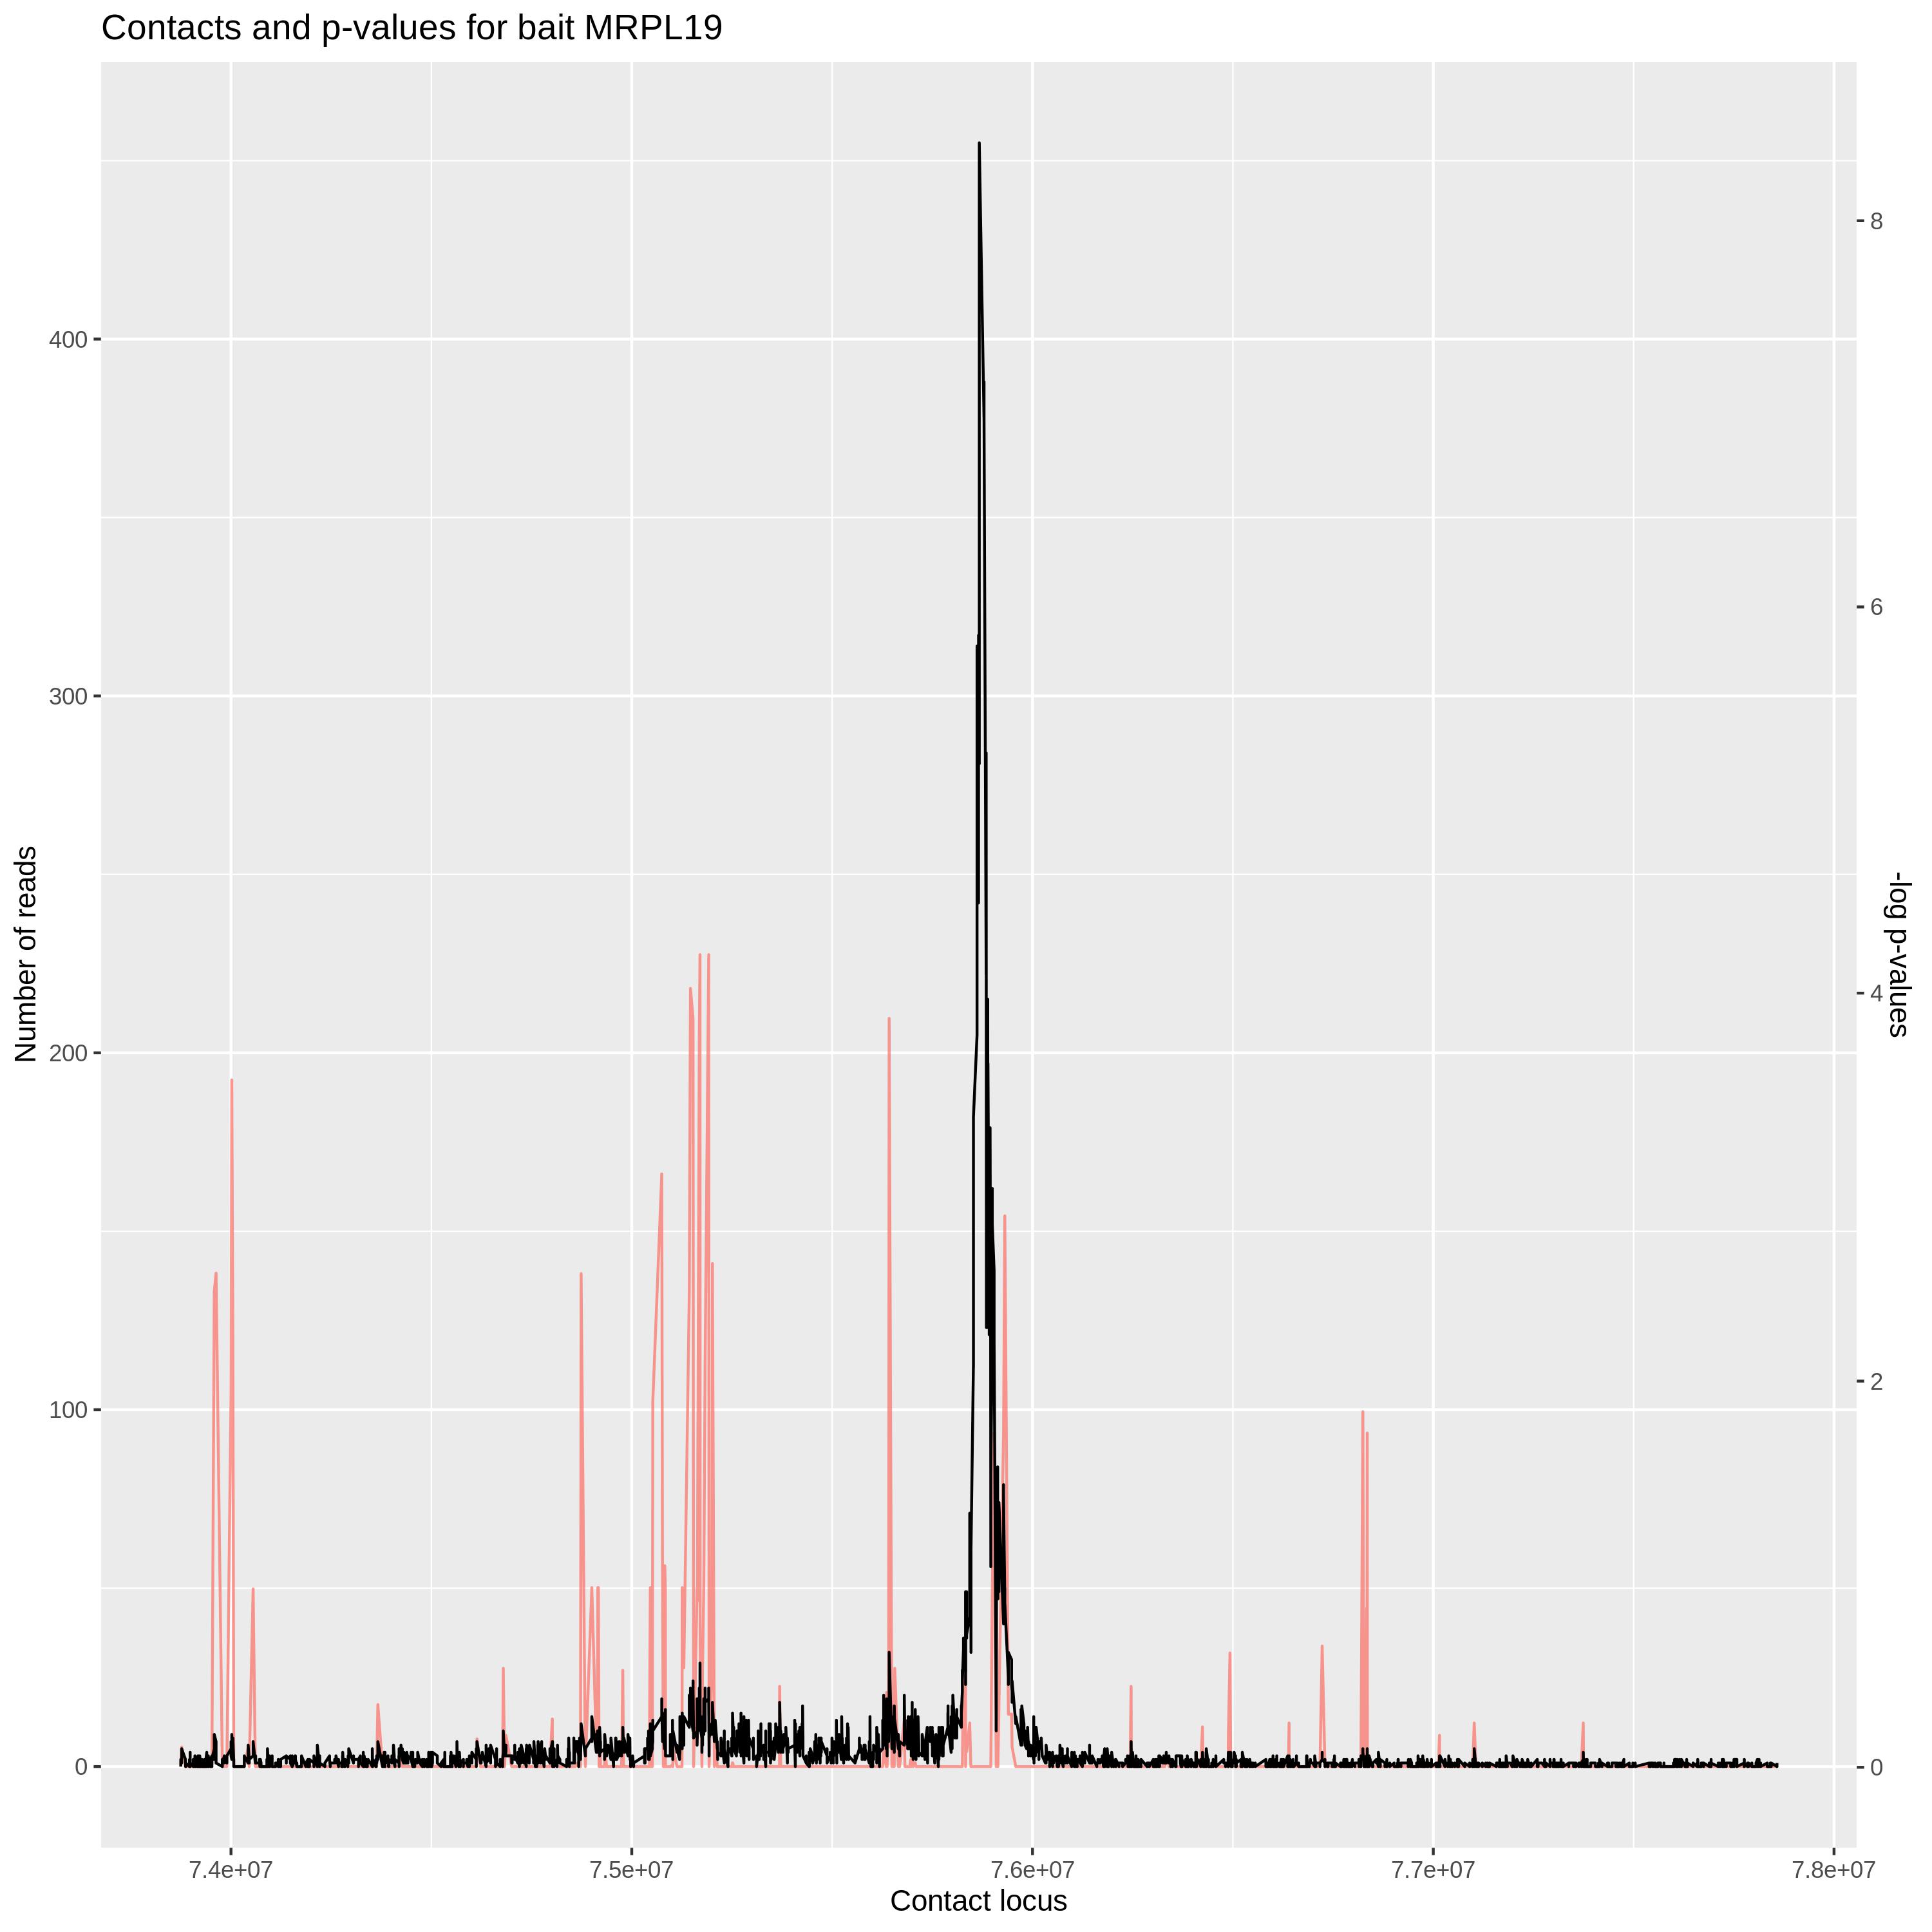 Contacts and p-values for bait MRPL19
Number of reads
400
300
200
100
0
8
6
4
2
0
-log p-values
7.4e+07
7.5e+07
7.6e+07
7.7e+07
7.8e+07
Contact locus